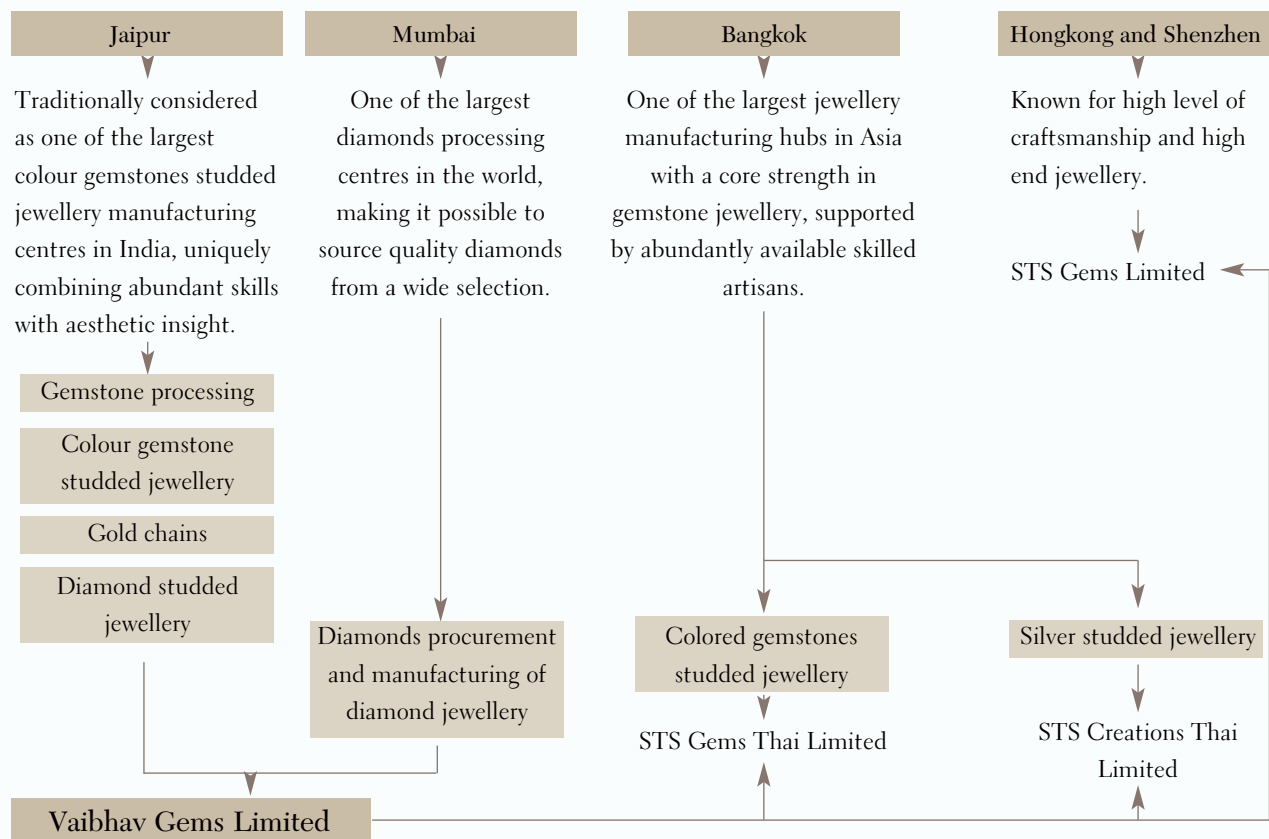 Jaipur
Traditionally considered
as one of the largest
colour gemstones studded
jewellery manufacturing
centres in India, uniquely
combining abundant skills
with aesthetic insight.
Gemstone processing
Colour gemstone
studded jewellery
Gold chains
Diamond studded
jewellery
Mumbai
One of the largest
diamonds processing
centres in the world,
making it possible to
source quality diamonds
from a wide selection.
Diamonds procurement
and manufacturing of
diamond jewellery
Vaibhav Gems Limited
Bangkok
One of the largest jewellery
manufacturing hubs in Asia
with a core strength in
gemstone jewellery, supported
by abundantly available skilled
artisans.
Colored gemstones
studded jewellery
STS Gems Thai Limited
Silver studded jewellery
STS Creations Thai
Limited
Hongkong and Shenzhen
Known for high level of
craftsmanship and high
end jewellery.
STS Gems Limited